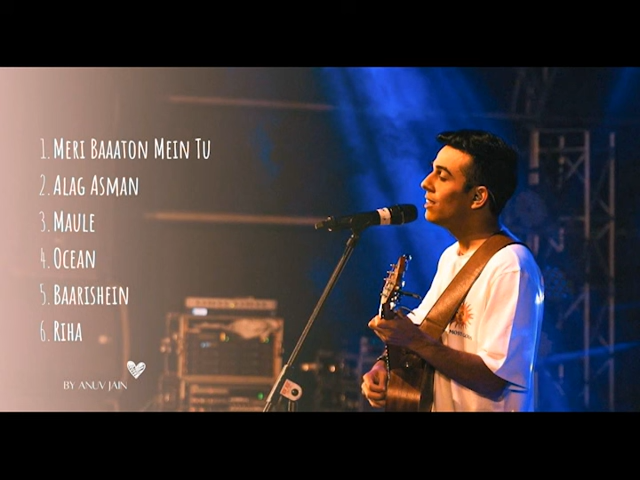 1. Meri Baaaton Mein Tu
2. Alag Asman
3. Maule
4. Ocean
5. Baarishein
6. Riha
BY ANUV JAIN